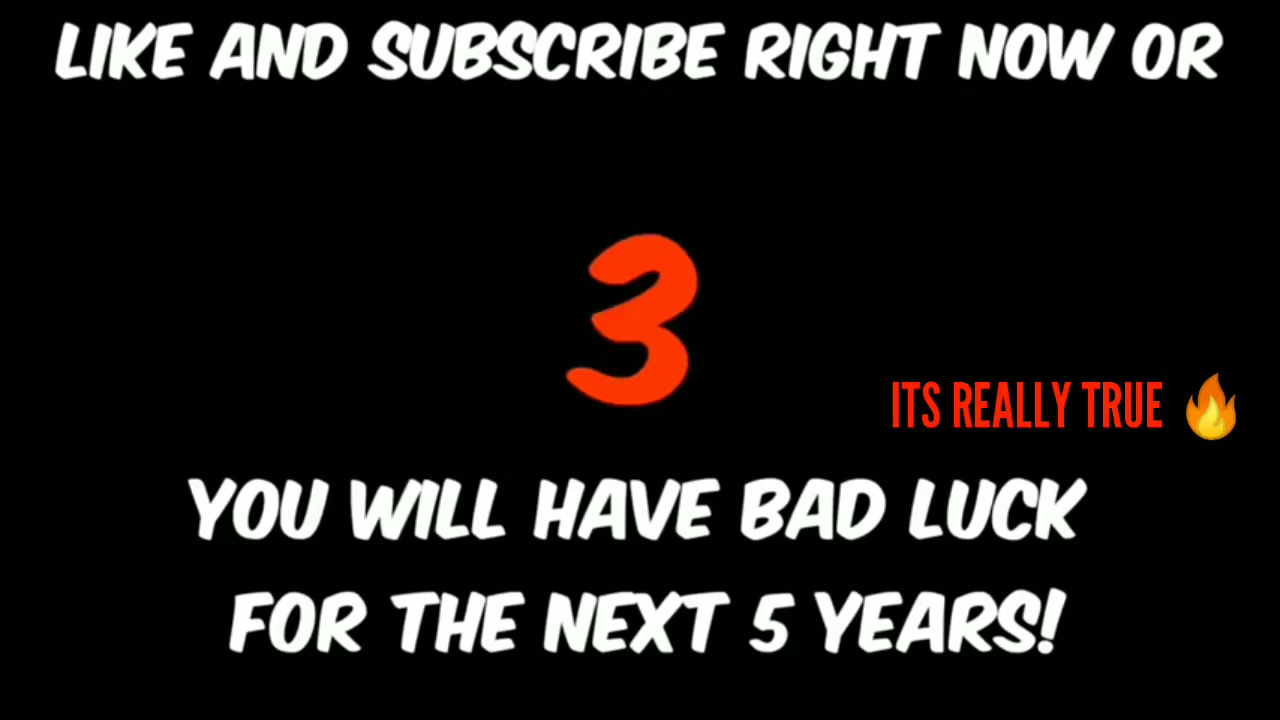 LIKE AND SUBSCRIBE RIGHT NOW OR
3
ITS REALLY TRUE 🔥
YOU WILL HAVE BAD LUCK
FOR THE NEXT 5 YEARS!